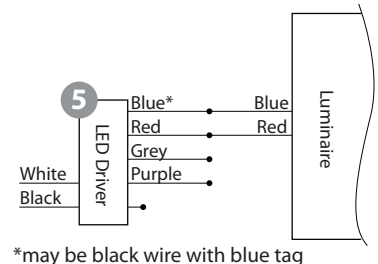 5
Blue*
Blue
Red
Red
Grey
Purple
White
Black
LED Driver
Luminaire
*may be black wire with blue tag